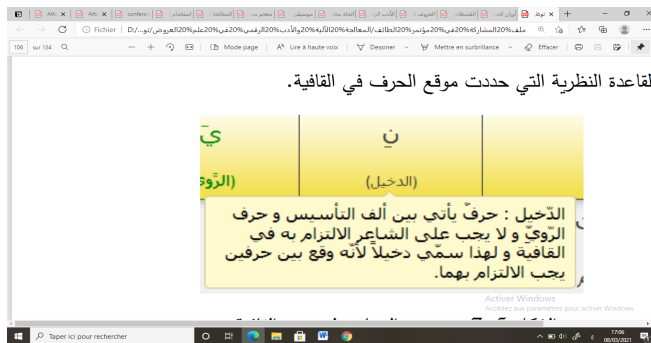 Fichier
D:/...
108 sur 134
Mode page
Lire à haute voix
Dessiner
Mettre en surbrillance
Effacer
لقاعدة النظرية التي حددت موقع الحرف في القافية.
يَ نِ
(الدخيل)
(الرَّوي
الدّخيل : حرفٌ يأتي بين ألف التأسيس و حرف
الرّويّ و لا يجب على الشاعر الالتزام به في
القافية و لهذا سمّي دخيلاً لأنّه وقع بين حرفين
يجب الالتزام بهما.
Activer Windows
Accédez aux paramètres pour activer Windows.
Taper ici pour rechercher
17:06
08/03/2021